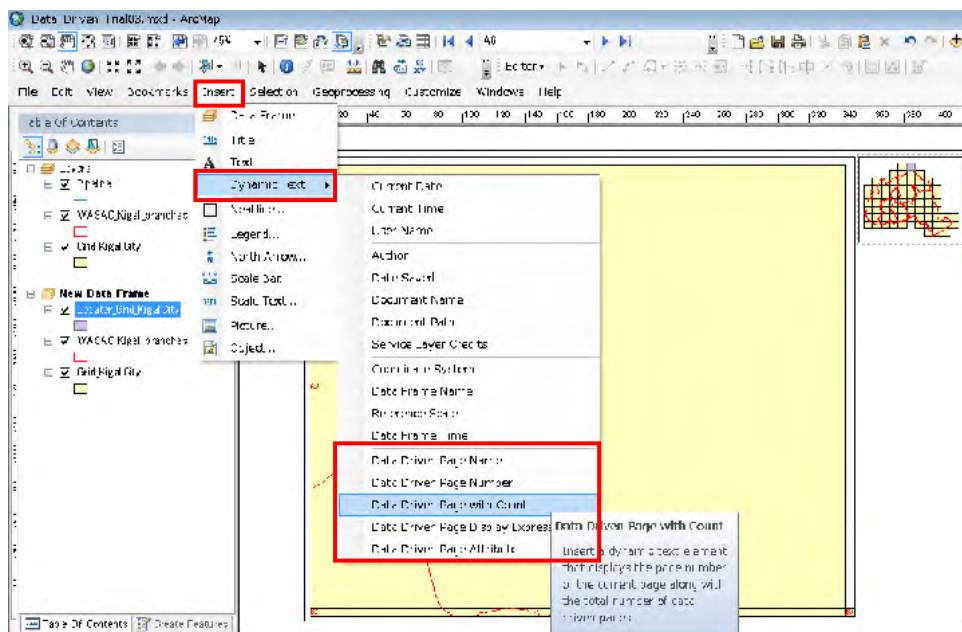 Data Driven Trial03.mxd - ArcMap
45%
A6
Editor
File Edit View Bookmarks Insert Selection Geoprocessing Customize Windows Help
Table Of Contents
Layers
Pipeline
WASAC_Kigali_branches
Grid_Kigali City
New Data Frame
Locater_Grid_Kigali City
WASAC_Kigali_branches
Grid_Kigali City
Data Frame
Title
Text
Dynamic Text
Neatline...
Legend...
North Arrow...
Scale Bar
Scale Text...
Picture...
Object...
Current Date
Current Time
User Name
Author
Date Saved
Document Name
Document Path
Service Layer Credits
Coordinate System
Data Frame Name
Reference Scale
Data Frame Time
Data Driven Page Name
Data Driven Page Number
Data Driven Page with Count
Data Driven Page Display Express
Data Driven Page Attribute
Data Driven Page with Count
Insert a dynamic text element
that displays the page number
of the current page along with
the total number of data
driven pages
Table Of Contents Create Features